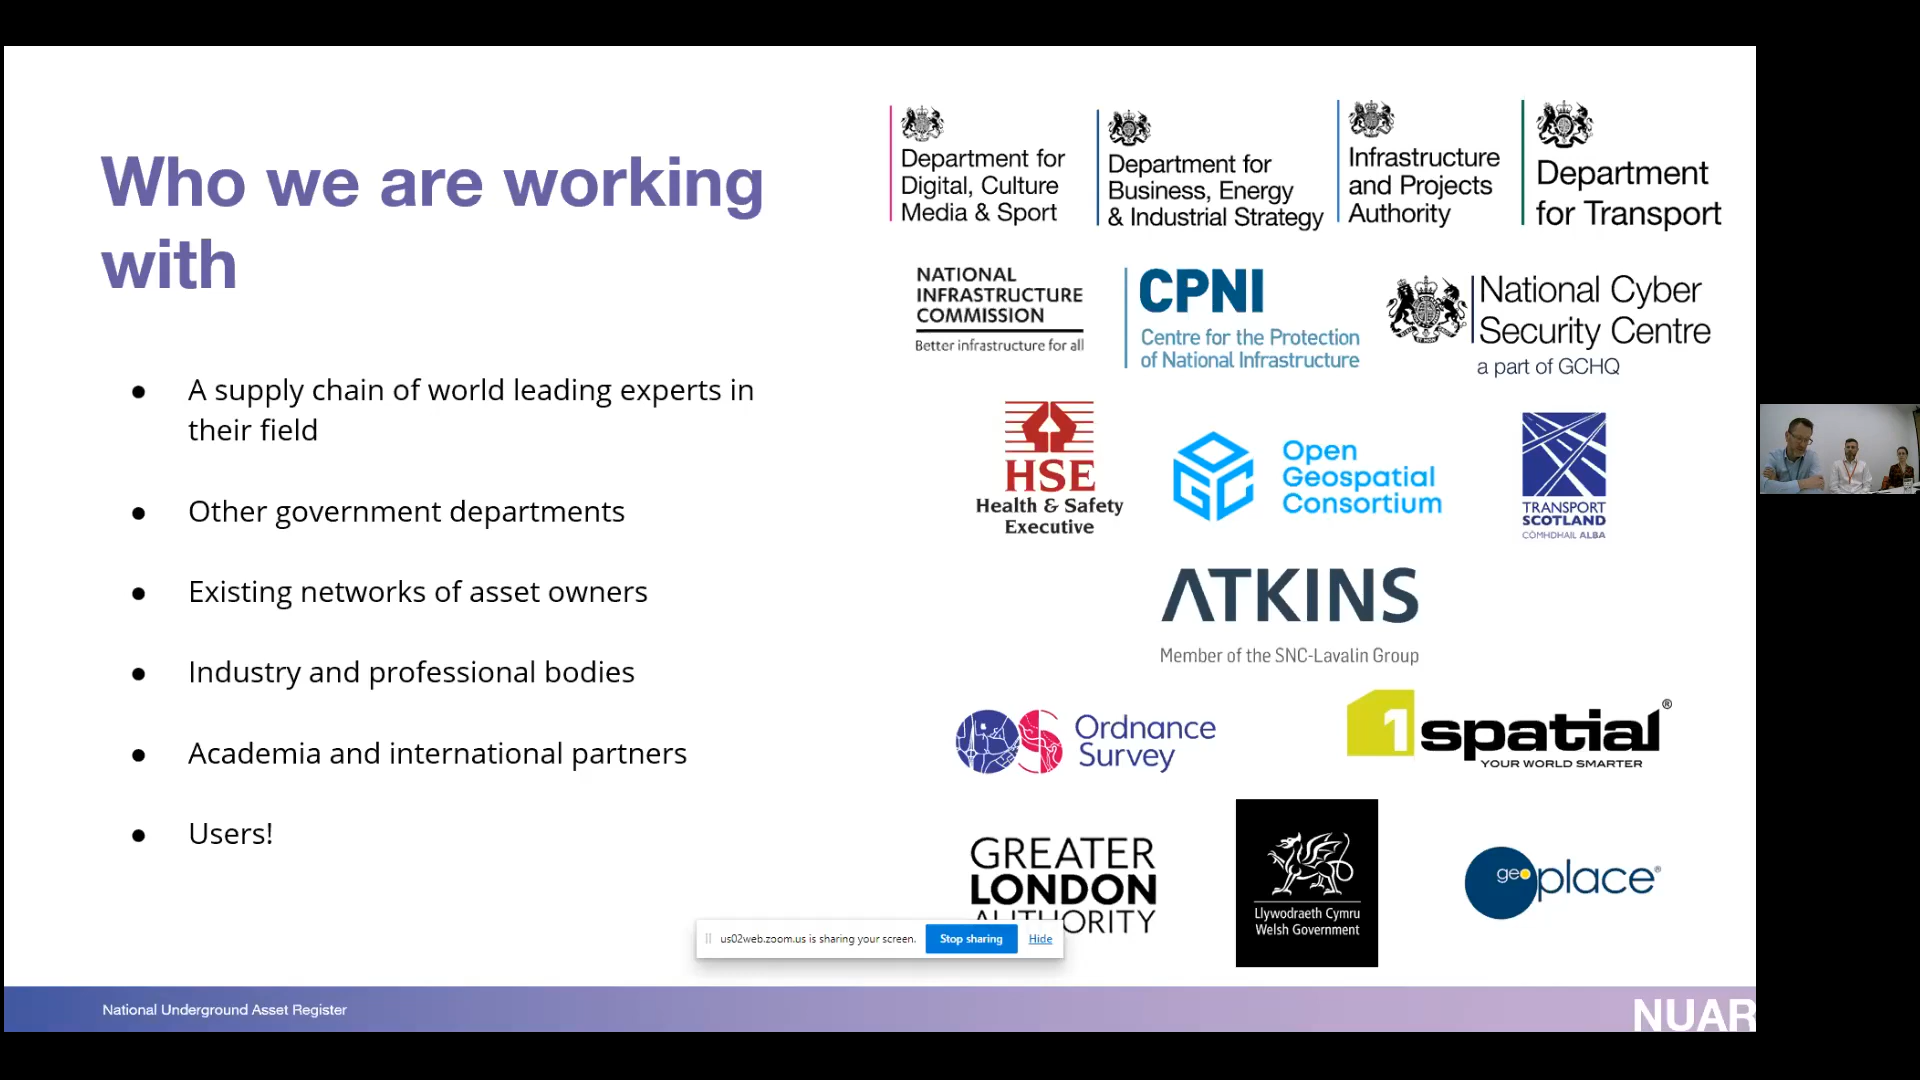 Who we are working
with
● A supply chain of world leading experts in
their field
● Other government departments
● Existing networks of asset owners
● Industry and professional bodies
● Academia and international partners
● Users!
Department for
Digital, Culture
Media & Sport
Department for
Business, Energy
& Industrial Strategy
Infrastructure
and Projects
Authority
Department
for Transport
NATIONAL
INFRASTRUCTURE
COMMISSION
Better infrastructure for all
CPNI
Centre for the Protection
of National Infrastructure
National Cyber
Security Centre
a part of GCHQ
HSE
Health & Safety
Executive
OGC
Open
Geospatial
Consortium
TRANSPORT
SCOTLAND
CÒMHDHAIL ALBA
ATKINS
Member of the SNC-Lavalin Group
OS
Ordnance
Survey
1spatial®
YOUR WORLD SMARTER
GREATER
LONDON
AUTHORITY
Llywodraeth Cymru
Welsh Government
geoplace®
us02web.zoom.us is sharing your screen.
Stop sharing
Hide
National Underground Asset Register
NUAR